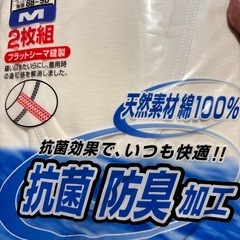 M
2枚組
フラットシーマ縫製
天然素材 綿100%
抗菌効果で、いつも快適!!
抗菌 防臭 加工